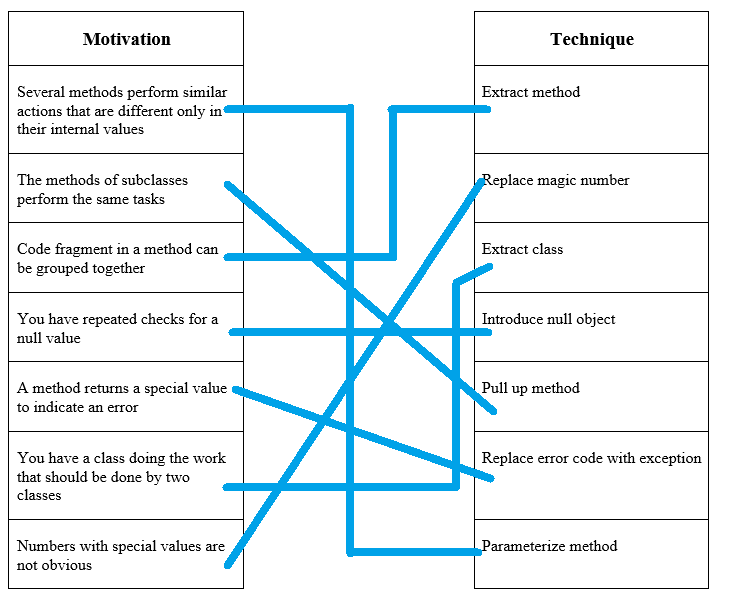 Motivation
Technique
Several methods perform similar
actions that are different only in
their internal values
Extract method
The methods of subclasses
perform the same tasks
Replace magic number
Code fragment in a method can
be grouped together
Extract class
You have repeated checks for a
null value
Introduce null object
A method returns a special value
to indicate an error
Pull up method
You have a class doing the work
that should be done by two
classes
Replace error code with exception
Numbers with special values are
not obvious
Parameterize method